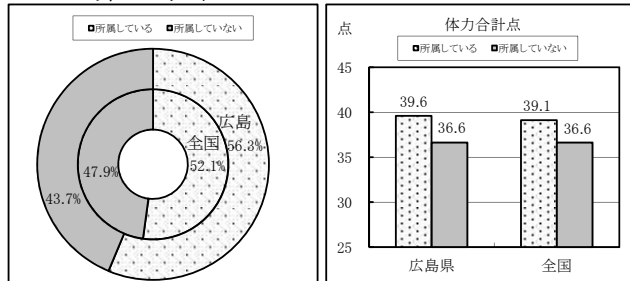 □所属している □所属していない
広島
56.3%
全国
52.1%
47.9%
43.7%
体力合計点
点
□所属している □所属していない
45
40
35
30
25
39.6
36.6
39.1
36.6
広島県
全国